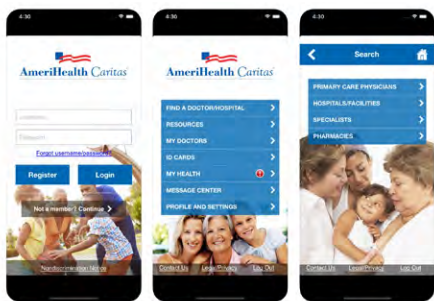 4:30
AmeriHealth Caritas
Username
Password
Forgot username/password?
Register
Login
Not a member? Continue
Nondiscrimination Notice
4:30
AmeriHealth Caritas
FIND A DOCTOR/HOSPITAL
RESOURCES
MY DOCTORS
ID CARDS
MY HEALTH
MESSAGE CENTER
PROFILE AND SETTINGS
Contact Us Legal/Privacy Log Out
4:30
Search
PRIMARY CARE PHYSICIANS
HOSPITALS/FACILITIES
SPECIALISTS
PHARMACIES
Contact Us Legal/Privacy Log Out